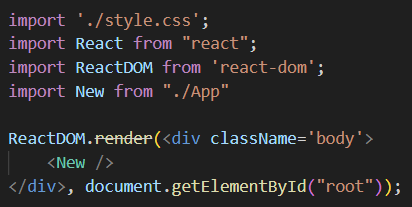 import './style.css';
import React from "react";
import ReactDOM from 'react-dom';
import New from "./App"
ReactDOM.render(<div className='body'>
<New />
</div>, document.getElementById("root"));